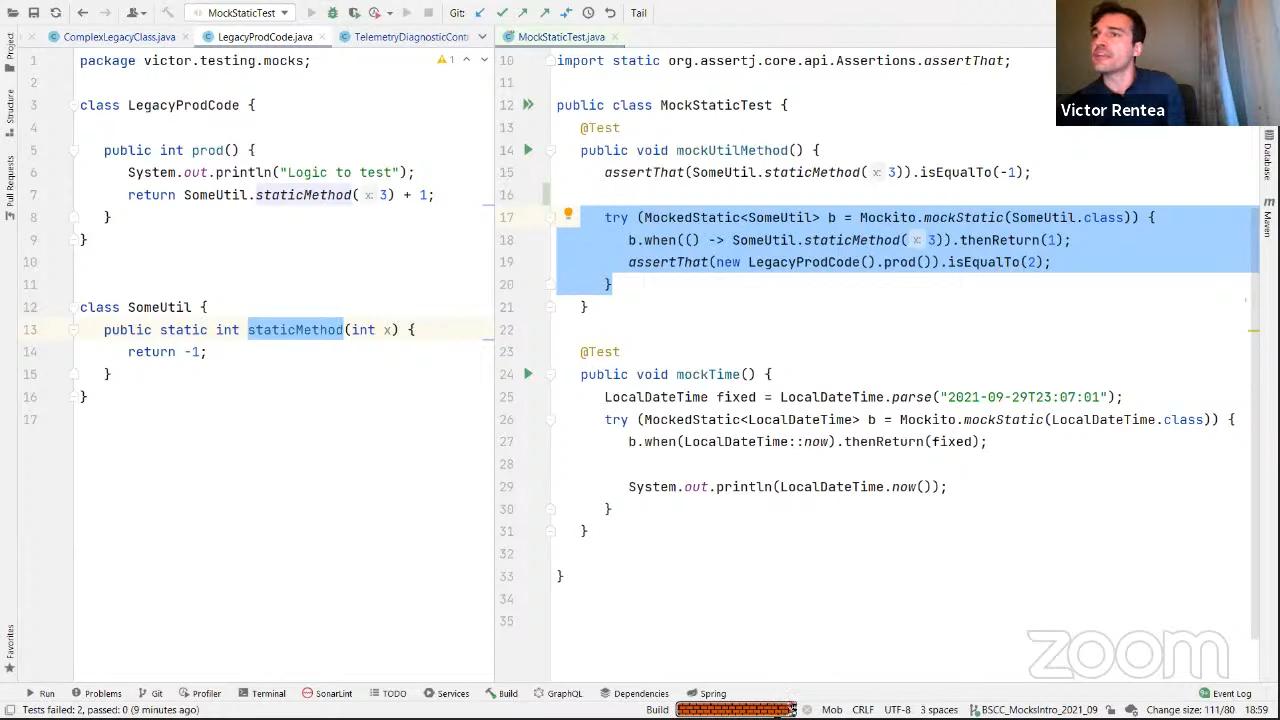 MockStaticTest
Git:
Tail
ComplexLegacyClass.java
LegacyProdCode.java
TelemetryDiagnosticContr
MockStaticTest.java
Project
Structure
Pull Requests
Favorites
1 package victor.testing.mocks;
1
2
3 class LegacyProdCode {
4
5 public int prod() {
6 System.out.println("Logic to test");
7 return SomeUtil.staticMethod( x: 3) + 1;
8 }
9 }
10
11
12 class SomeUtil {
13 public static int staticMethod(int x) {
14 return -1;
15 }
16 }
17
10 import static org.assertj.core.api.Assertions.assertThat;
11
12 public class MockStaticTest {
13 @Test
14 public void mockUtilMethod() {
15 assertThat(SomeUtil.staticMethod( x: 3)).isEqualTo(-1);
16
17 try (MockedStatic<SomeUtil> b = Mockito.mockStatic(SomeUtil.class)) {
18 b.when(() -> SomeUtil.staticMethod( x: 3)).thenReturn(1);
19 assertThat(new LegacyProdCode().prod()).isEqualTo(2);
20 }
21 }
22
23 @Test
24 public void mockTime() {
25 LocalDateTime fixed = LocalDateTime.parse("2021-09-29T23:07:01");
26 try (MockedStatic<LocalDateTime> b = Mockito.mockStatic(LocalDateTime.class)) {
27 b.when(LocalDateTime::now).thenReturn(fixed);
28
29 System.out.println(LocalDateTime.now());
30 }
31 }
32
33 }
34
35
Victor Rentea
Database
Maven
zoom
Run
Problems
Git
Profiler
Terminal
SonarLint
TODO
Services
Build
GraphQL
Dependencies
Spring
Event Log
Tests failed: 2, passed: 0 (9 minutes ago)
Build
Mob
CRLF
UTF-8
3 spaces
Change size: 111/80
18:59